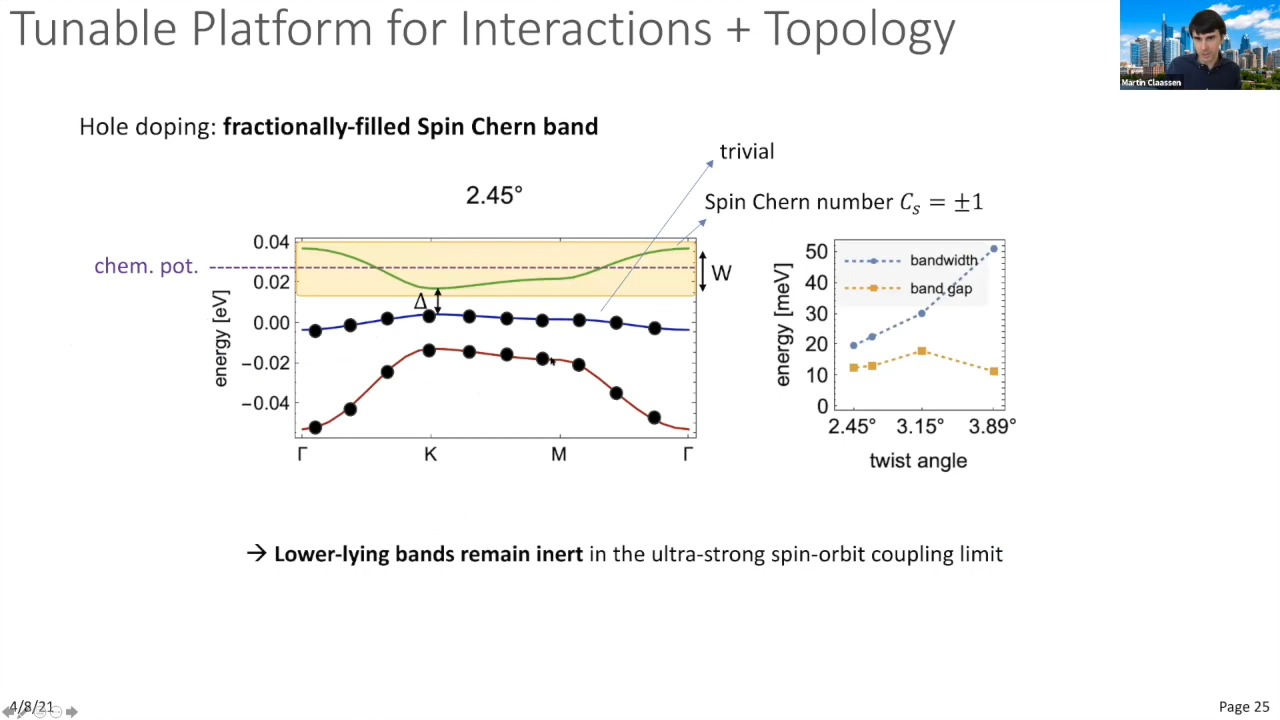 Tunable Platform for Interactions + Topology
Martin Claassen
Hole doping: fractionally-filled Spin Chern band
trivial
2.45°
Spin Chern number Cₛ = ±1
chem. pot.
0.04
0.02
0.00
−0.02
−0.04
energy [eV]
Δ
W
Γ
K
M
Γ
50
40
30
20
10
0
energy [meV]
bandwidth
band gap
2.45°
3.15°
3.89°
twist angle
→ Lower-lying bands remain inert in the ultra-strong spin-orbit coupling limit
4/8/21
Page 25